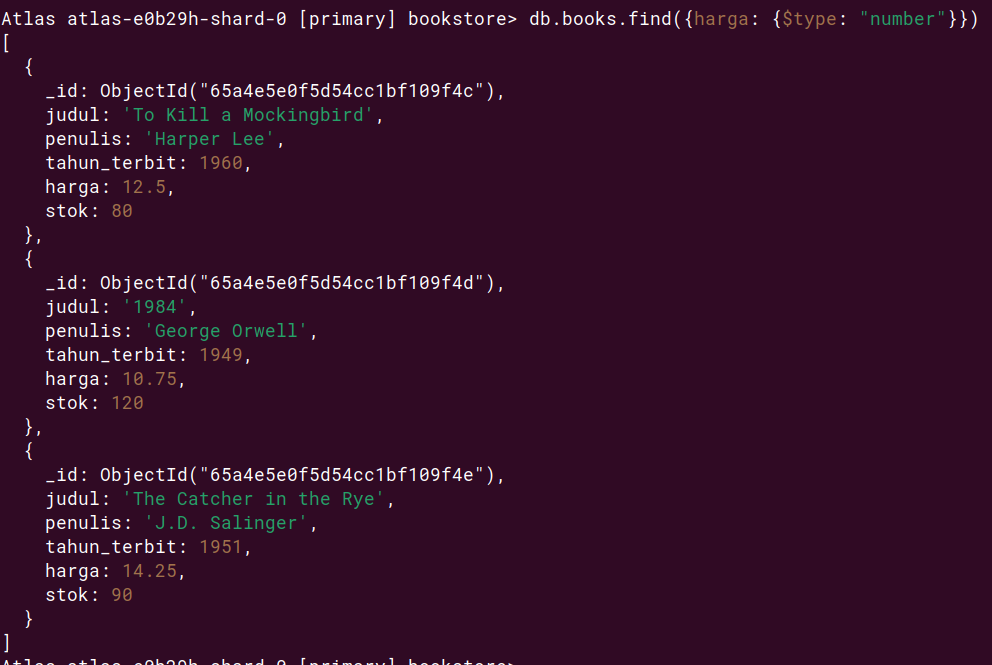 Atlas atlas-e0b29h-shard-0 [primary] bookstore> db.books.find({harga: {$type: "number"}})
[
  {
    _id: ObjectId("65a4e5e0f5d54cc1bf109f4c"),
    judul: 'To Kill a Mockingbird',
    penulis: 'Harper Lee',
    tahun_terbit: 1960,
    harga: 12.5,
    stok: 80
  },
  {
    _id: ObjectId("65a4e5e0f5d54cc1bf109f4d"),
    judul: '1984',
    penulis: 'George Orwell',
    tahun_terbit: 1949,
    harga: 10.75,
    stok: 120
  },
  {
    _id: ObjectId("65a4e5e0f5d54cc1bf109f4e"),
    judul: 'The Catcher in the Rye',
    penulis: 'J.D. Salinger',
    tahun_terbit: 1951,
    harga: 14.25,
    stok: 90
  }
]
Atlas atlas-e0b29h-shard-0 [primary] bookstore>